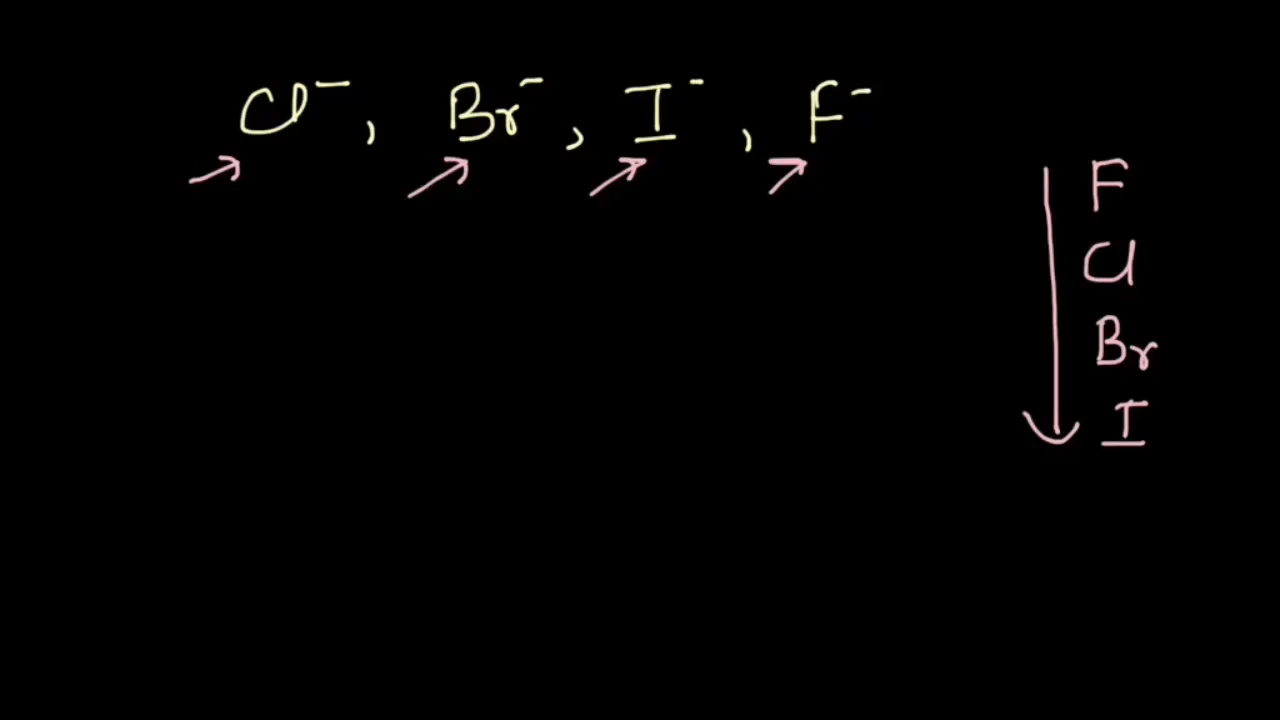 Cl⁻, Br⁻, I⁻, F⁻
F
Cl
Br
I